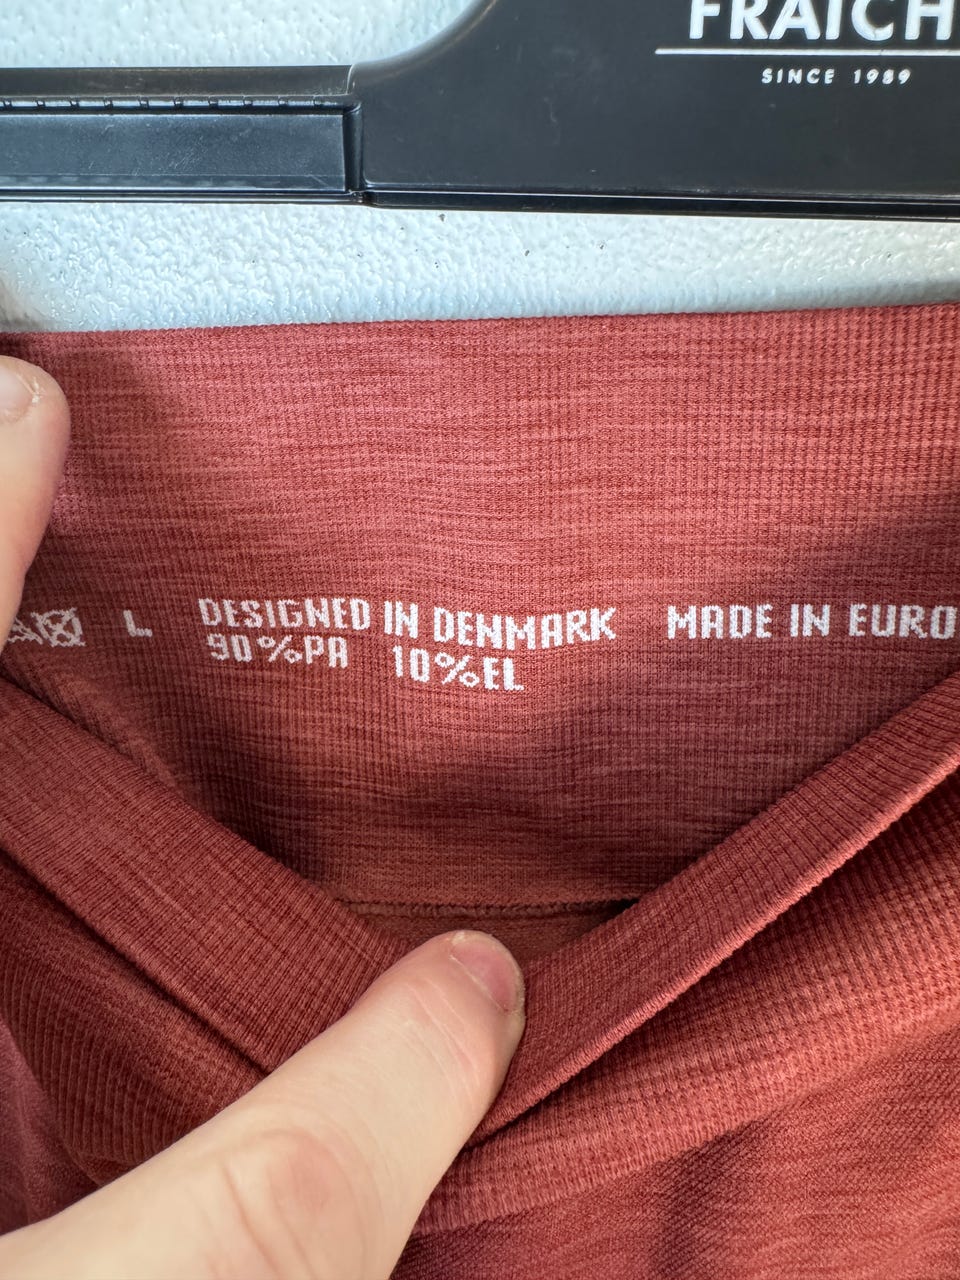 FRAICH
SINCE 1989
L DESIGNED IN DENMARK MADE IN EURO
90%PA 10%EL